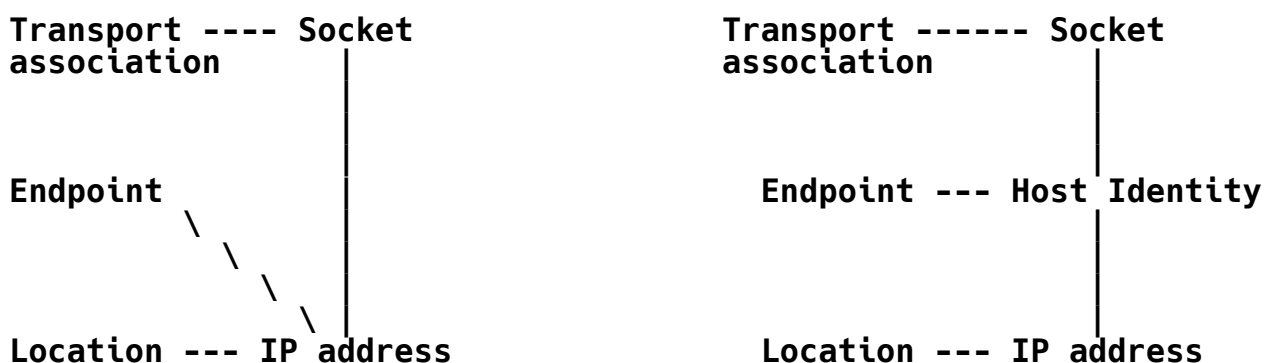 Transport ---- Socket Transport ------ Socket
association association
Endpoint Endpoint --- Host Identity
Location --- IP address Location --- IP address